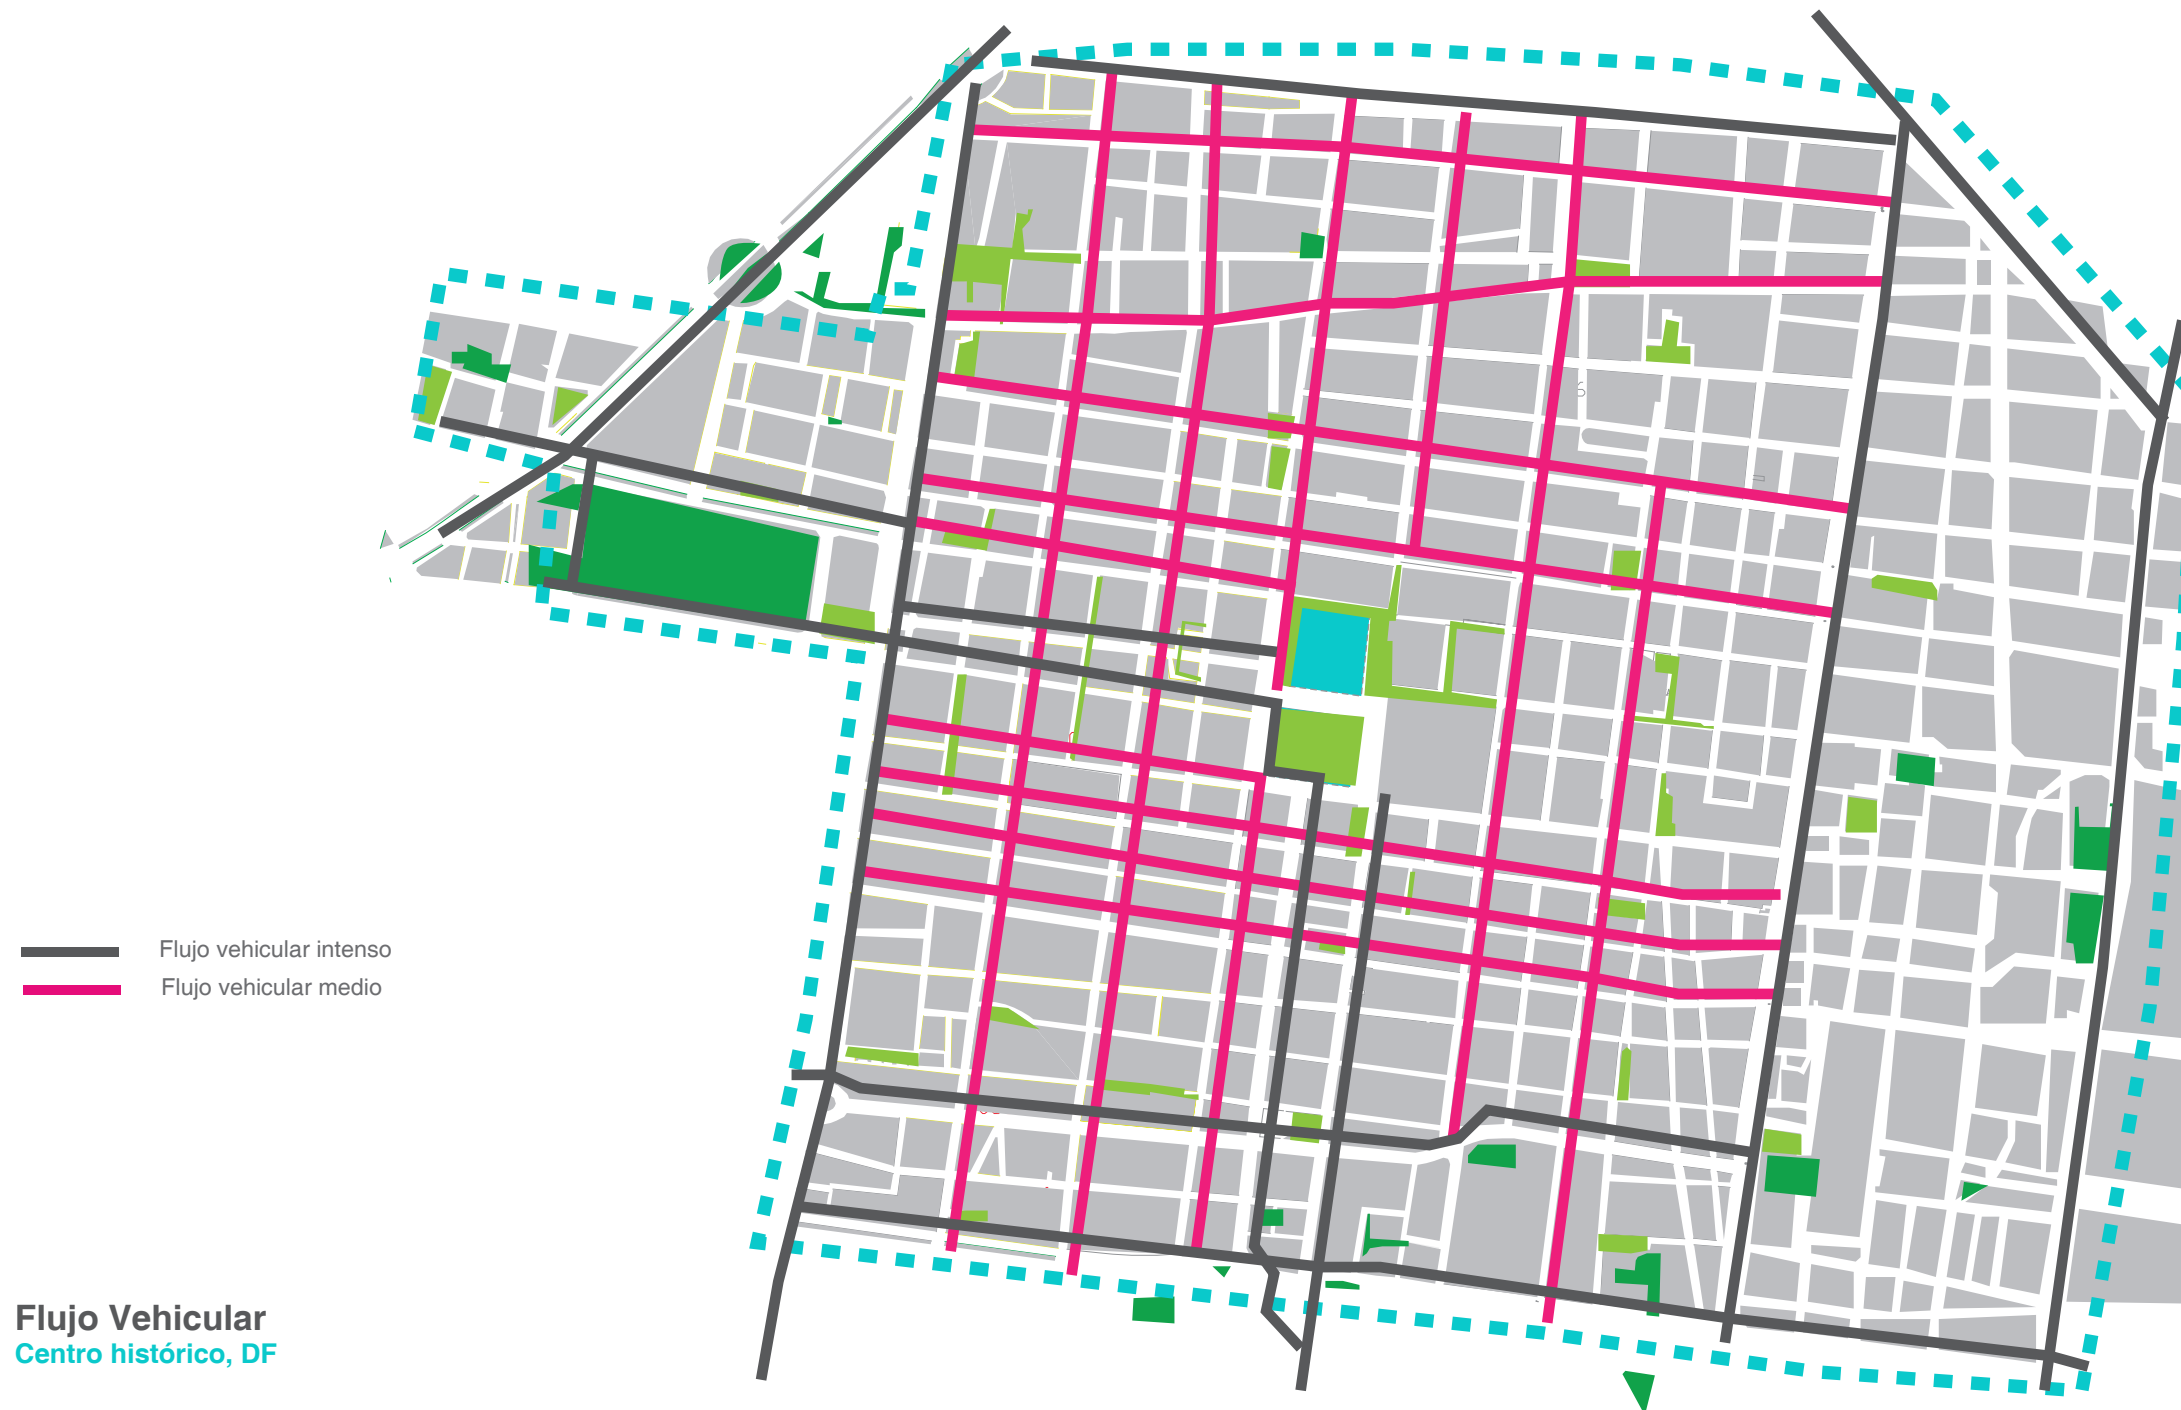 Flujo vehicular intenso
Flujo vehicular medio
Flujo Vehicular
Centro histórico, DF